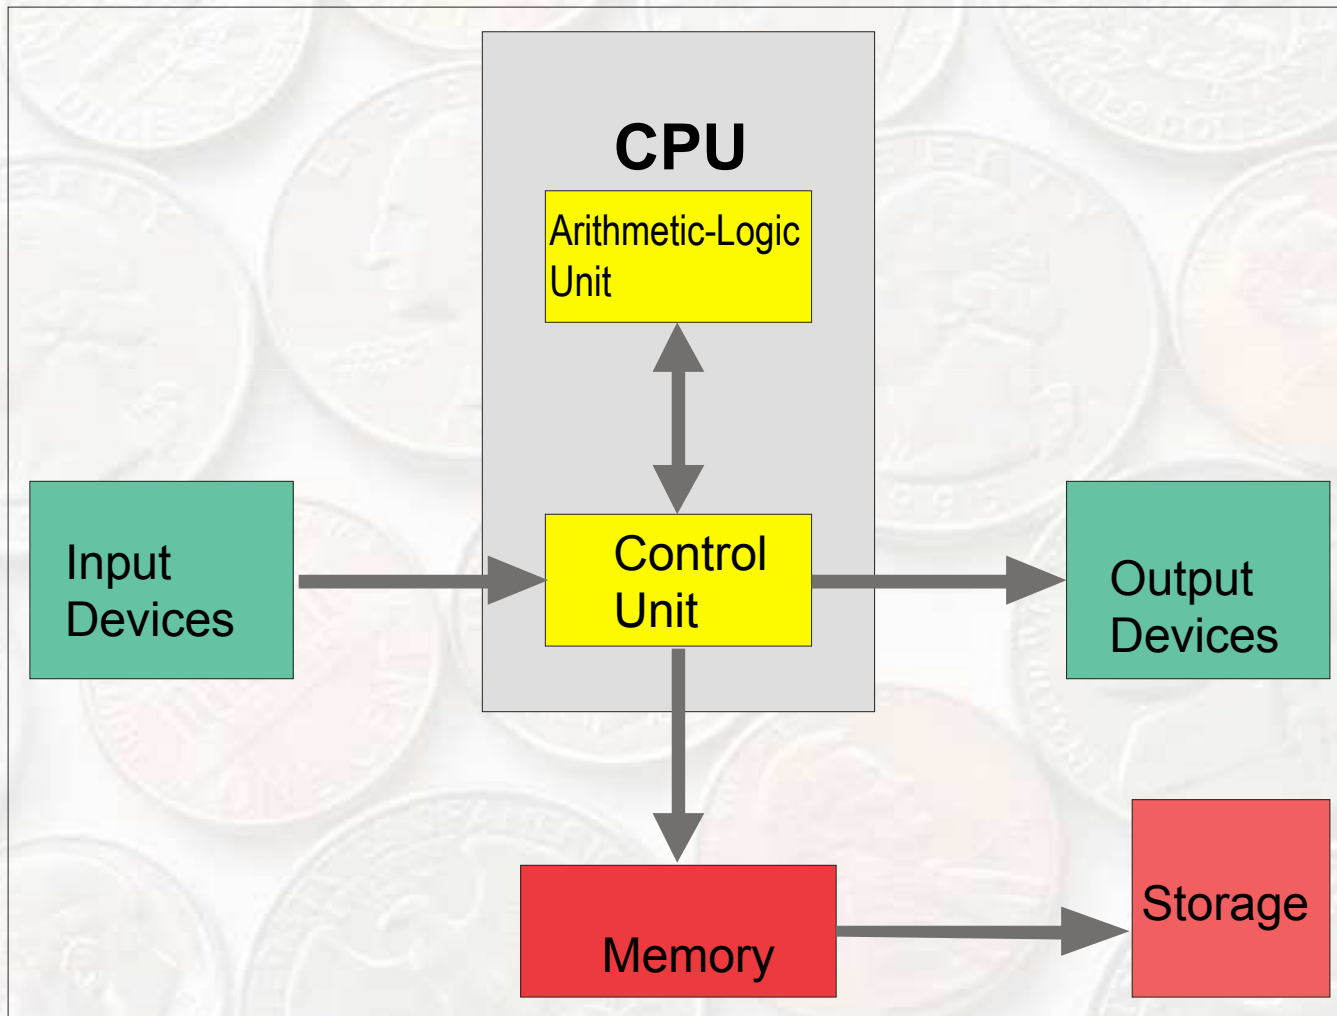 CPU
Arithmetic-Logic
Unit
Input
Devices
Control
Unit
Output
Devices
Memory
Storage